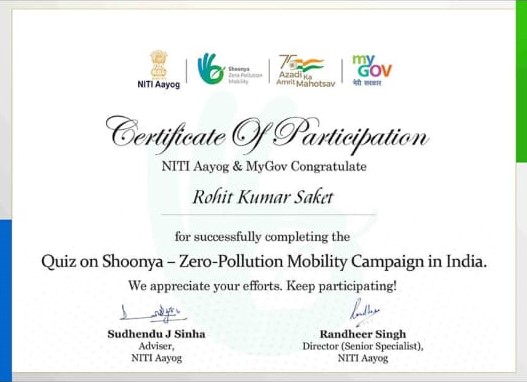 NITI Aayog
Shoonya
Zero-Pollution
Mobility
75
Azadi Ka
Amrit Mahotsav
my
GOV
मेरी सरकार
Certificate Of Participation
NITI Aayog & MyGov Congratulate
Rohit Kumar Saket
for successfully completing the
Quiz on Shoonya – Zero-Pollution Mobility Campaign in India.
We appreciate your efforts. Keep participating!
Sudhendu J Sinha
Adviser,
NITI Aayog
Randheer Singh
Director (Senior Specialist),
NITI Aayog